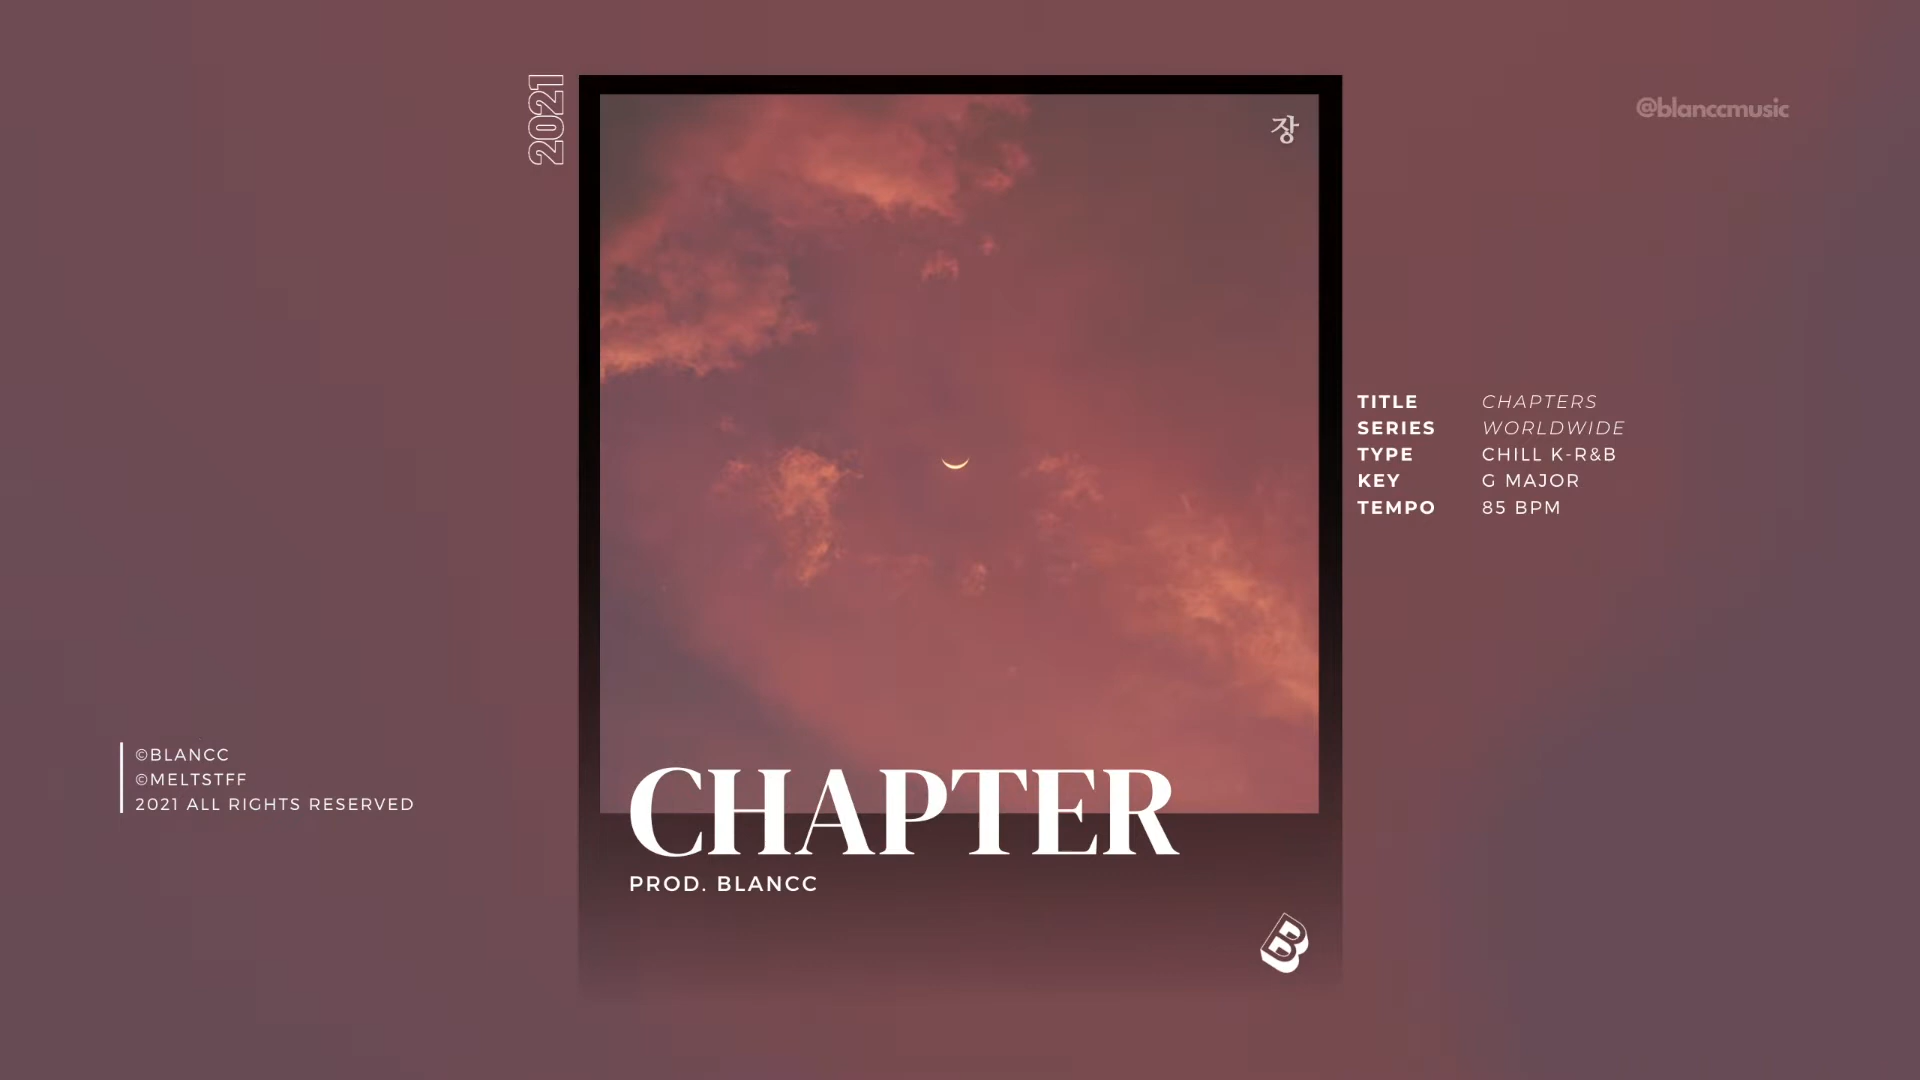 2021
장
@blanccmusic
TITLE CHAPTERS
SERIES WORLDWIDE
TYPE CHILL K-R&B
KEY G MAJOR
TEMPO 85 BPM
©BLANCC
©MELTSTFF
2021 ALL RIGHTS RESERVED
CHAPTER
PROD. BLANCC
B